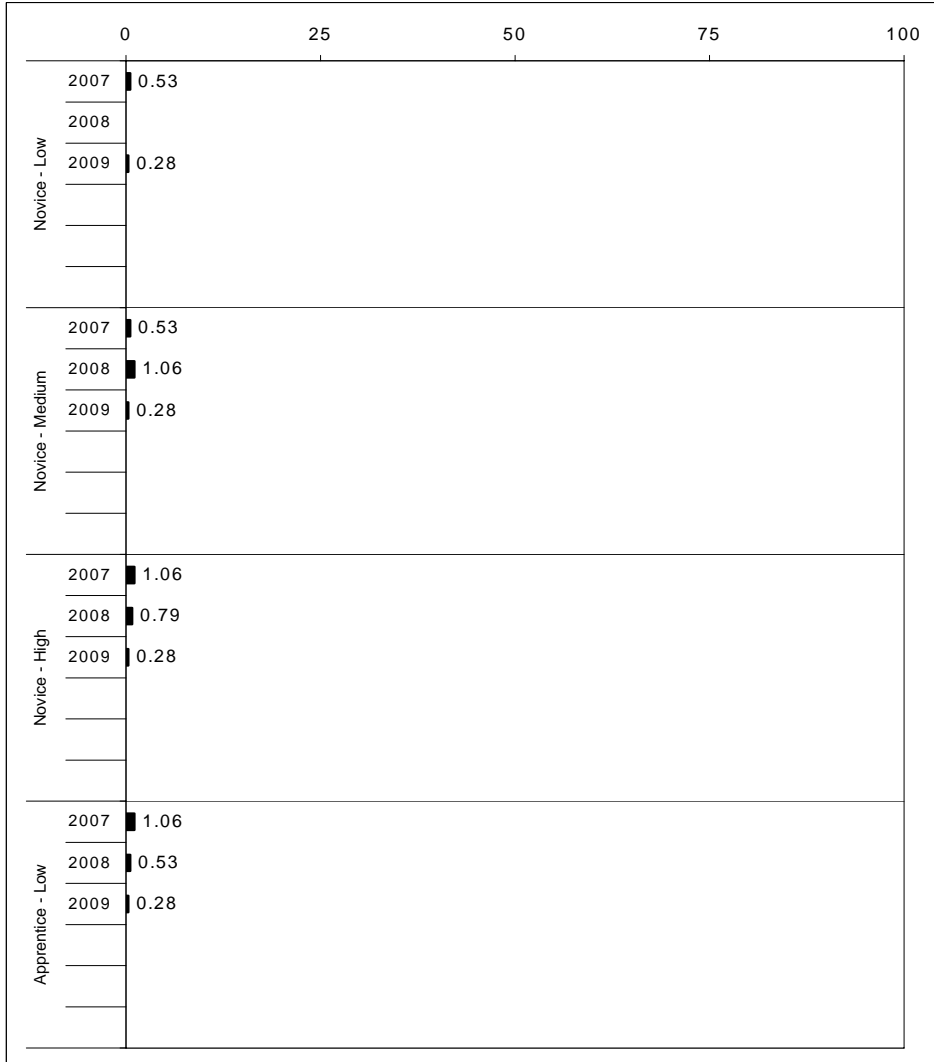 0 25 50 75 100
Novice - Low
2007 0.53
2008
2009 0.28
Novice - Medium
2007 0.53
2008 1.06
2009 0.28
Novice - High
2007 1.06
2008 0.79
2009 0.28
Apprentice - Low
2007 1.06
2008 0.53
2009 0.28